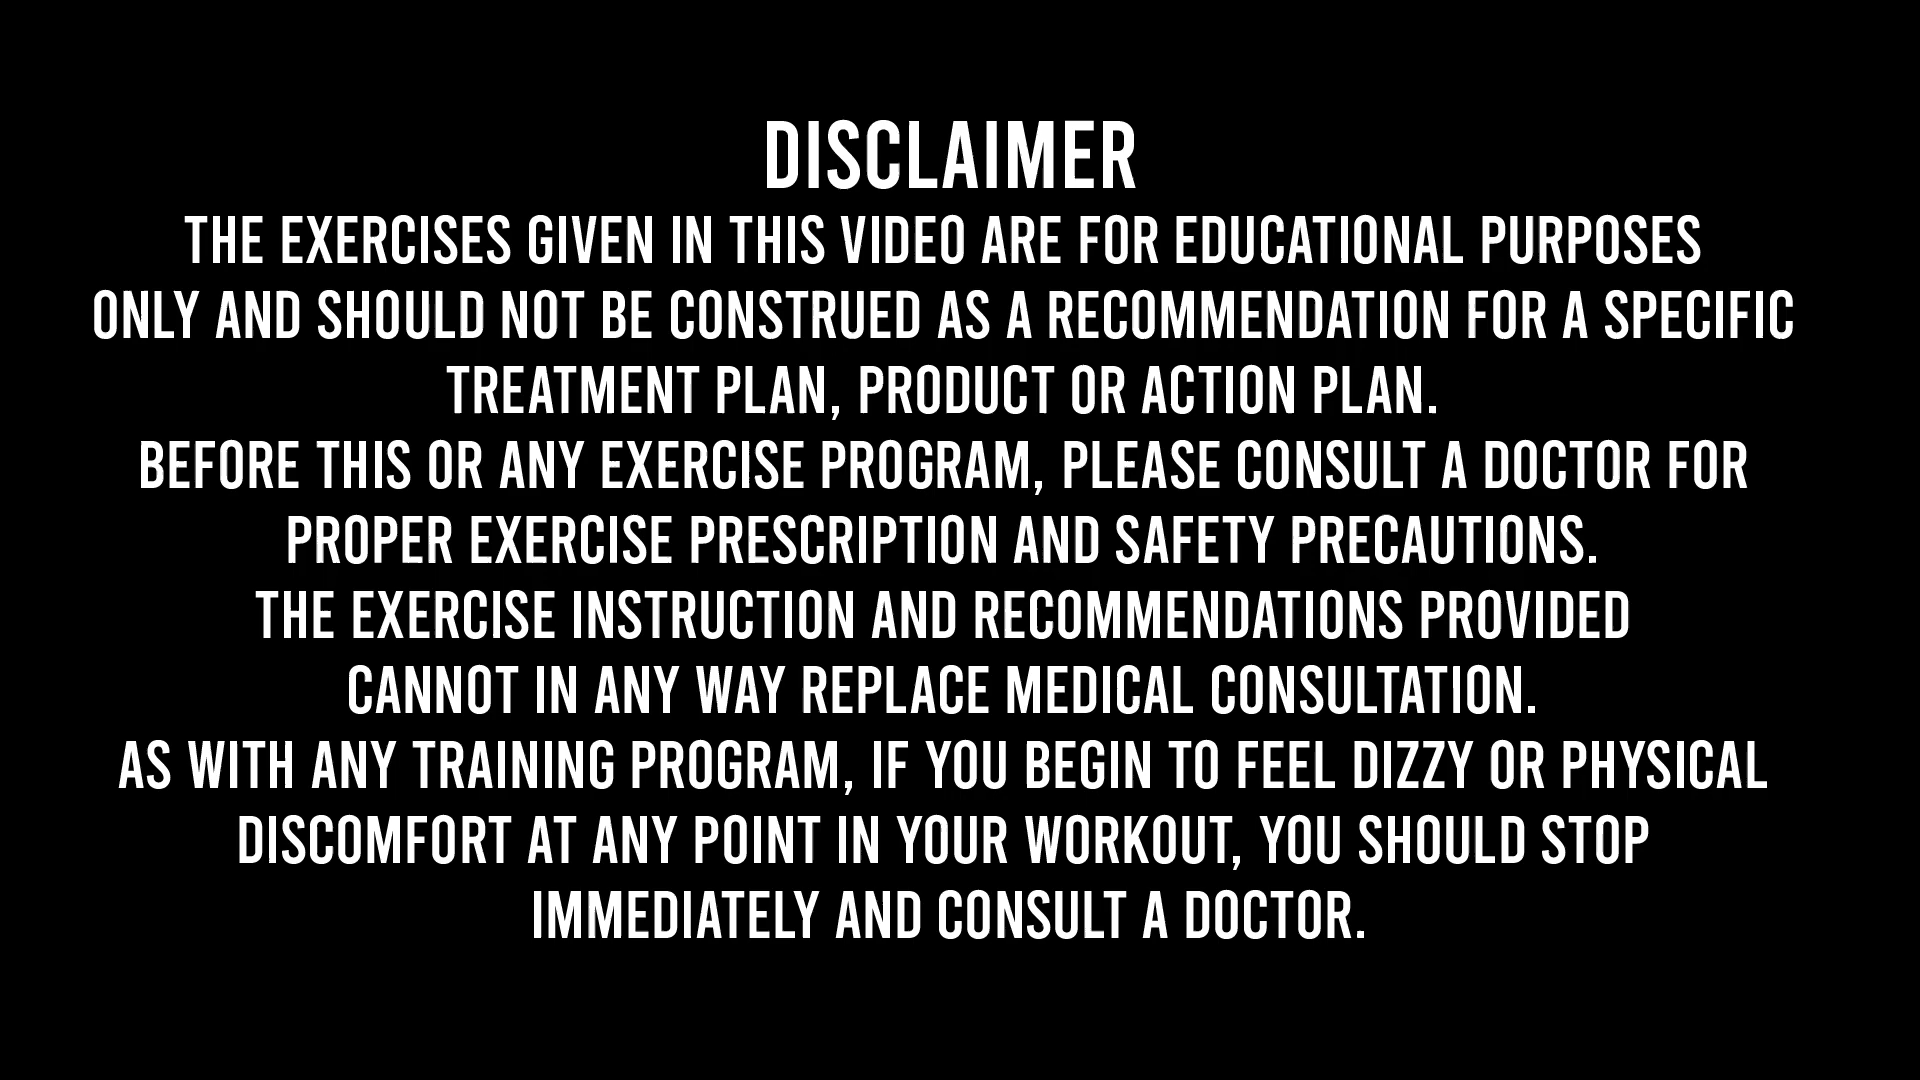 DISCLAIMER
THE EXERCISES GIVEN IN THIS VIDEO ARE FOR EDUCATIONAL PURPOSES
ONLY AND SHOULD NOT BE CONSTRUED AS A RECOMMENDATION FOR A SPECIFIC
TREATMENT PLAN, PRODUCT OR ACTION PLAN.
BEFORE THIS OR ANY EXERCISE PROGRAM, PLEASE CONSULT A DOCTOR FOR
PROPER EXERCISE PRESCRIPTION AND SAFETY PRECAUTIONS.
THE EXERCISE INSTRUCTION AND RECOMMENDATIONS PROVIDED
CANNOT IN ANY WAY REPLACE MEDICAL CONSULTATION.
AS WITH ANY TRAINING PROGRAM, IF YOU BEGIN TO FEEL DIZZY OR PHYSICAL
DISCOMFORT AT ANY POINT IN YOUR WORKOUT, YOU SHOULD STOP
IMMEDIATELY AND CONSULT A DOCTOR.